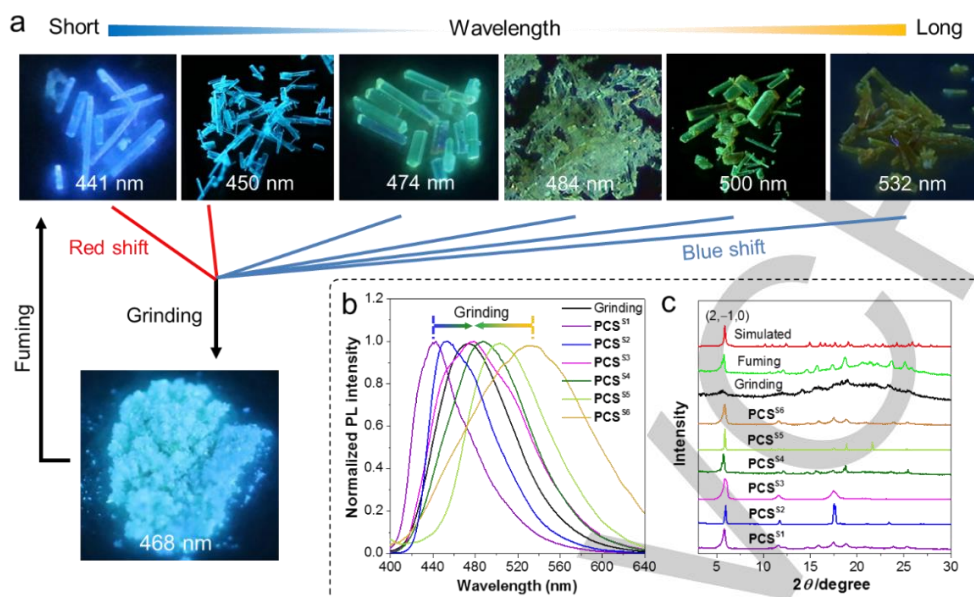 a
Short
Wavelength
Long
441 nm
450 nm
474 nm
484 nm
500 nm
532 nm
Red shift
Blue shift
Fuming
Grinding
468 nm
b
Grinding
Grinding
PCS^S1
PCS^S2
PCS^S3
PCS^S4
PCS^S5
PCS^S6
Normalized PL intensity
1.2
1.0
0.8
0.6
0.4
0.2
0.0
400 440 480 520 560 600 640
Wavelength (nm)
c
(2,−1,0)
Simulated
Fuming
Grinding
PCS^S6
PCS^S5
PCS^S4
PCS^S3
PCS^S2
PCS^S1
Intensity
5 10 15 20 25 30
2θ/degree